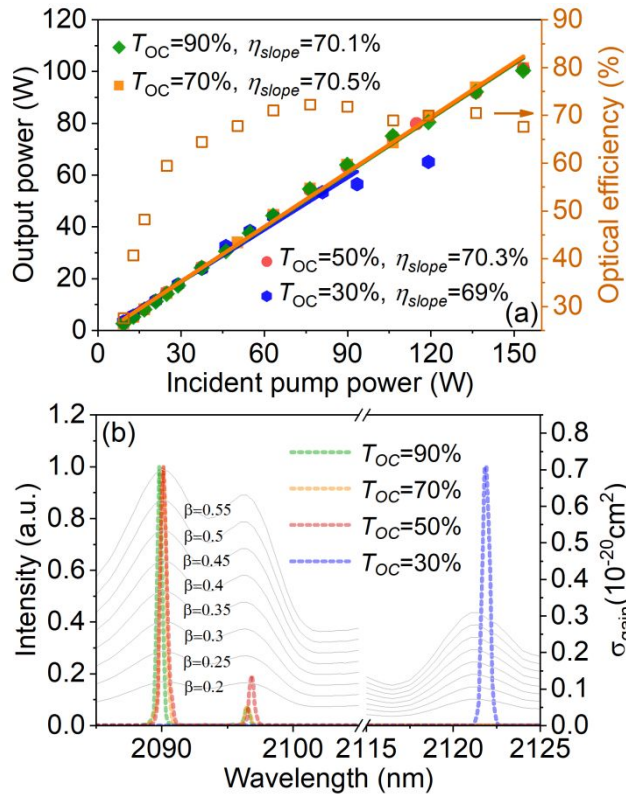 (a)
T_OC=90%, η_slope=70.1%
T_OC=70%, η_slope=70.5%
T_OC=50%, η_slope=70.3%
T_OC=30%, η_slope=69%
Output power (W)
120
100
80
60
40
20
0
Optical efficiency (%)
90
80
70
60
50
40
30
0 30 60 90 120 150
Incident pump power (W)
(b)
T_OC=90%
T_OC=70%
T_OC=50%
T_OC=30%
β=0.55
β=0.5
β=0.45
β=0.4
β=0.35
β=0.3
β=0.25
β=0.2
Intensity (a.u.)
1.2
1.0
0.8
0.6
0.4
0.2
0.0
σ_gain(10⁻²⁰cm²)
0.8
0.7
0.6
0.5
0.4
0.3
0.2
0.1
0.0
2090 2100 2115 2120 2125
Wavelength (nm)